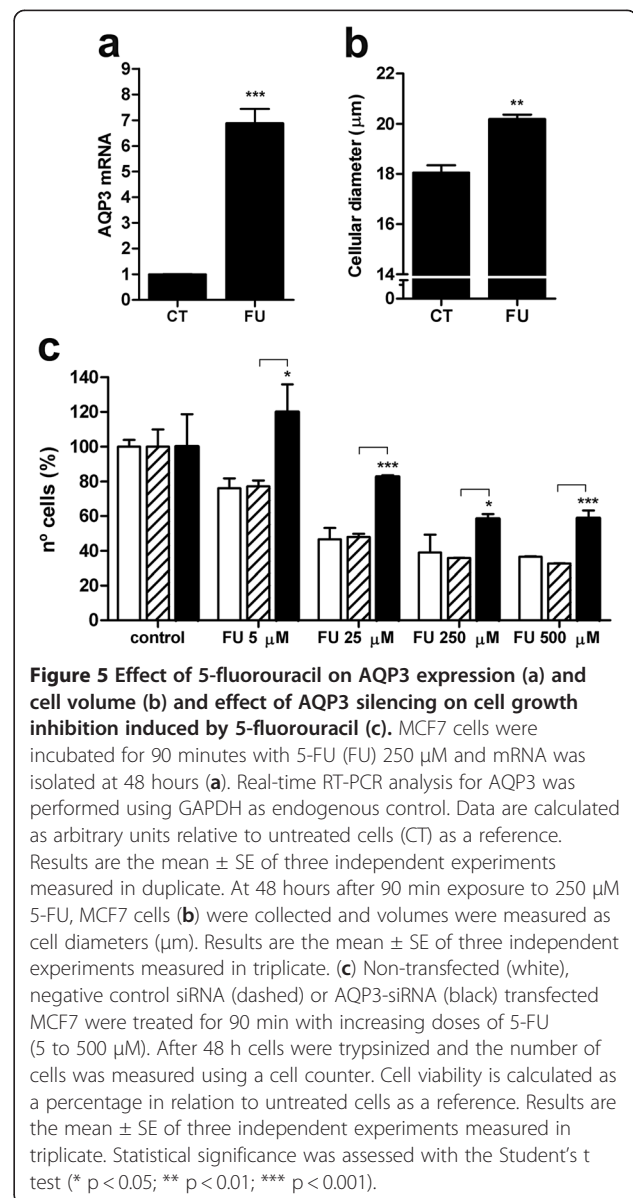 a
b
9
8
7
6
5
4
3
2
1
0
AQP3 mRNA
***
CT
FU
22
20
18
16
14
0
Cellular diameter (μm)
**
CT
FU
c
140
120
100
80
60
40
20
0
nº cells (%)
*
***
*
***
control
FU 5 μM
FU 25 μM
FU 250 μM
FU 500 μM
Figure 5 Effect of 5-fluorouracil on AQP3 expression (a) and
cell volume (b) and effect of AQP3 silencing on cell growth
inhibition induced by 5-fluorouracil (c). MCF7 cells were
incubated for 90 minutes with 5-FU (FU) 250 μM and mRNA was
isolated at 48 hours (a). Real-time RT-PCR analysis for AQP3 was
performed using GAPDH as endogenous control. Data are calculated
as arbitrary units relative to untreated cells (CT) as a reference.
Results are the mean ± SE of three independent experiments
measured in duplicate. At 48 hours after 90 min exposure to 250 μM
5-FU, MCF7 cells (b) were collected and volumes were measured as
cell diameters (μm). Results are the mean ± SE of three independent
experiments measured in triplicate. (c) Non-transfected (white),
negative control siRNA (dashed) or AQP3-siRNA (black) transfected
MCF7 were treated for 90 min with increasing doses of 5-FU
(5 to 500 μM). After 48 h cells were trypsinized and the number of
cells was measured using a cell counter. Cell viability is calculated as
a percentage in relation to untreated cells as a reference. Results are
the mean ± SE of three independent experiments measured in
triplicate. Statistical significance was assessed with the Student's t
test (* p < 0.05; ** p < 0.01; *** p < 0.001).